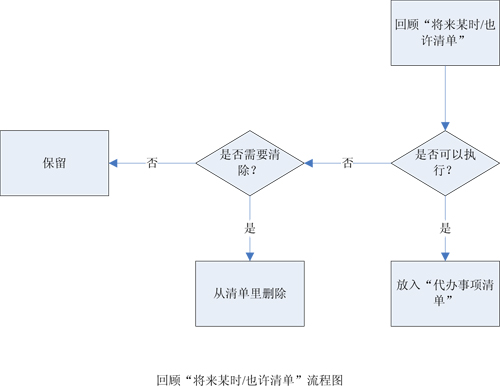 回顾“将来某时/也
许清单”
是否可以执
行？
否
是否需要清
除？
否
保留
是
是
从清单里删除
放入“代办事项清
单”
回顾“将来某时/也许清单”流程图